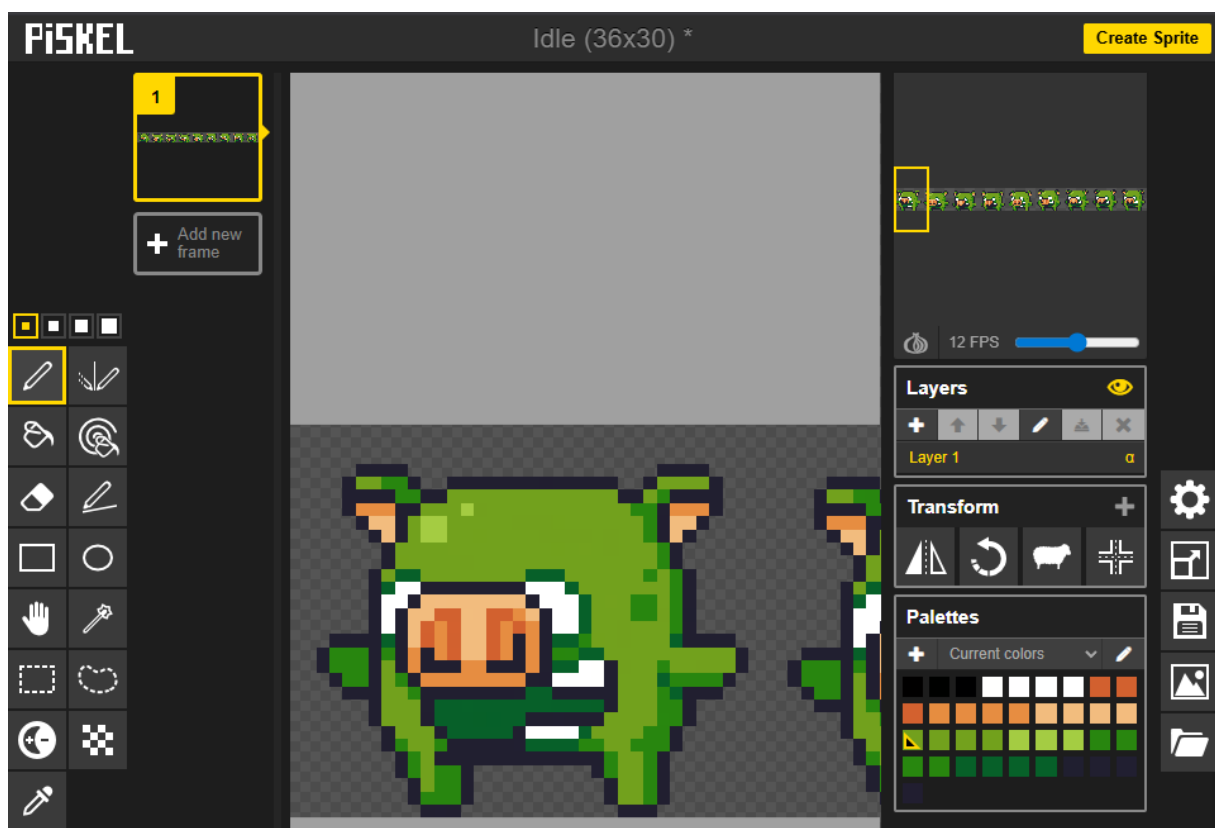 PiSKEL
Idle (36x30) *
Create Sprite
1
Add new
frame
12 FPS
Layers
Layer 1
α
Transform
Palettes
Current colors